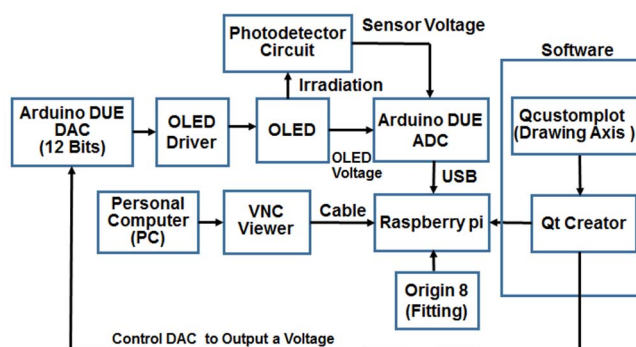 Sensor Voltage
Photodetector
Circuit
Software
Irradiation
Arduino DUE
DAC
(12 Bits)
OLED
Driver
OLED
Arduino DUE
ADC
Qcustomplot
(Drawing Axis )
OLED
Voltage
USB
Personal
Computer
(PC)
VNC
Viewer
Cable
Raspberry pi
Qt Creator
Origin 8
(Fitting)
Control DAC to Output a Voltage